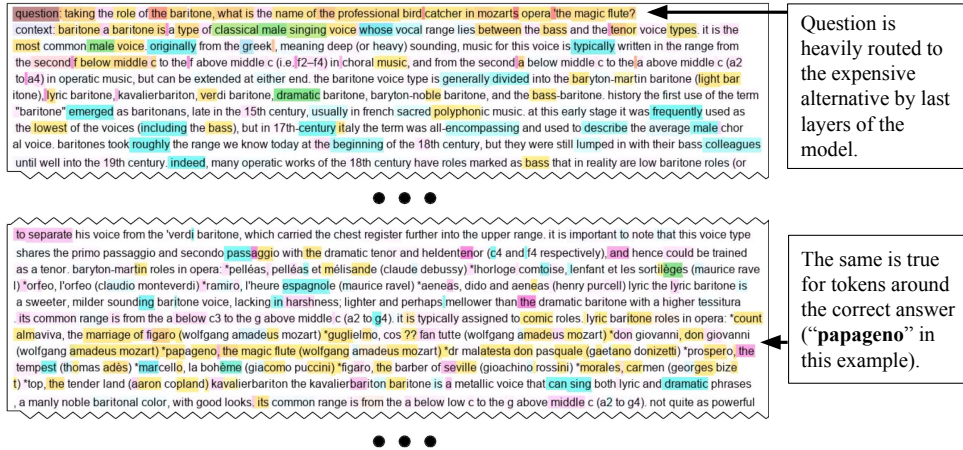 question: taking the role of the baritone, what is the name of the professional bird catcher in mozarts opera 'the magic flute?
context: baritone a baritone is a type of classical male singing voice whose vocal range lies between the bass and the tenor voice types. it is the
most common male voice. originally from the greek , meaning deep (or heavy) sounding, music for this voice is typically written in the range from
the second f below middle c to the f above middle c (i.e. f2–f4) in choral music, and from the second a below middle c to the a above middle c (a2
to a4) in operatic music, but can be extended at either end. the baritone voice type is generally divided into the baryton-martin baritone (light bar
itone), lyric baritone, kavalierbariton, verdi baritone, dramatic baritone, baryton-noble baritone, and the bass-baritone. history the first use of the term
"baritone" emerged as baritonans, late in the 15th century, usually in french sacred polyphonic music. at this early stage it was frequently used as
the lowest of the voices (including the bass), but in 17th-century italy the term was all-encompassing and used to describe the average male chor
al voice. baritones took roughly the range we know today at the beginning of the 18th century, but they were still lumped in with their bass colleagues
until well into the 19th century. indeed, many operatic works of the 18th century have roles marked as bass that in reality are low baritone roles (or
Question is
heavily routed to
the expensive
alternative by last
layers of the
model.
to separate his voice from the 'verdi baritone, which carried the chest register further into the upper range. it is important to note that this voice type
shares the primo passaggio and secondo passaggio with the dramatic tenor and heldentenor (c4 and f4 respectively), and hence could be trained
as a tenor. baryton-martin roles in opera: *pelléas, pelléas et mélisande (claude debussy) *lhorloge comtoise, lenfant et les sortilèges (maurice rave
l) *orfeo, l'orfeo (claudio monteverdi) *ramiro, l'heure espagnole (maurice ravel) *aeneas, dido and aeneas (henry purcell) lyric the lyric baritone is
a sweeter, milder sounding baritone voice, lacking in harshness; lighter and perhaps mellower than the dramatic baritone with a higher tessitura
. its common range is from the a below c3 to the g above middle c (a2 to g4). it is typically assigned to comic roles. lyric baritone roles in opera: *count
almaviva, the marriage of figaro (wolfgang amadeus mozart) *guglielmo, cos ?? fan tutte (wolfgang amadeus mozart) *don giovanni, don giovanni
(wolfgang amadeus mozart) *papageno, the magic flute (wolfgang amadeus mozart) *dr malatesta don pasquale (gaetano donizetti) *prospero, the
tempest (thomas adès) *marcello, la bohème (giacomo puccini) *figaro, the barber of seville (gioachino rossini) *morales, carmen (georges bize
t) *top, the tender land (aaron copland) kavalierbariton the kavalierbariton baritone is a metallic voice that can sing both lyric and dramatic phrases
, a manly noble baritonal color, with good looks. its common range is from the a below low c to the g above middle c (a2 to g4). not quite as powerful
The same is true
for tokens around
the correct answer
(“papageno” in
this example).